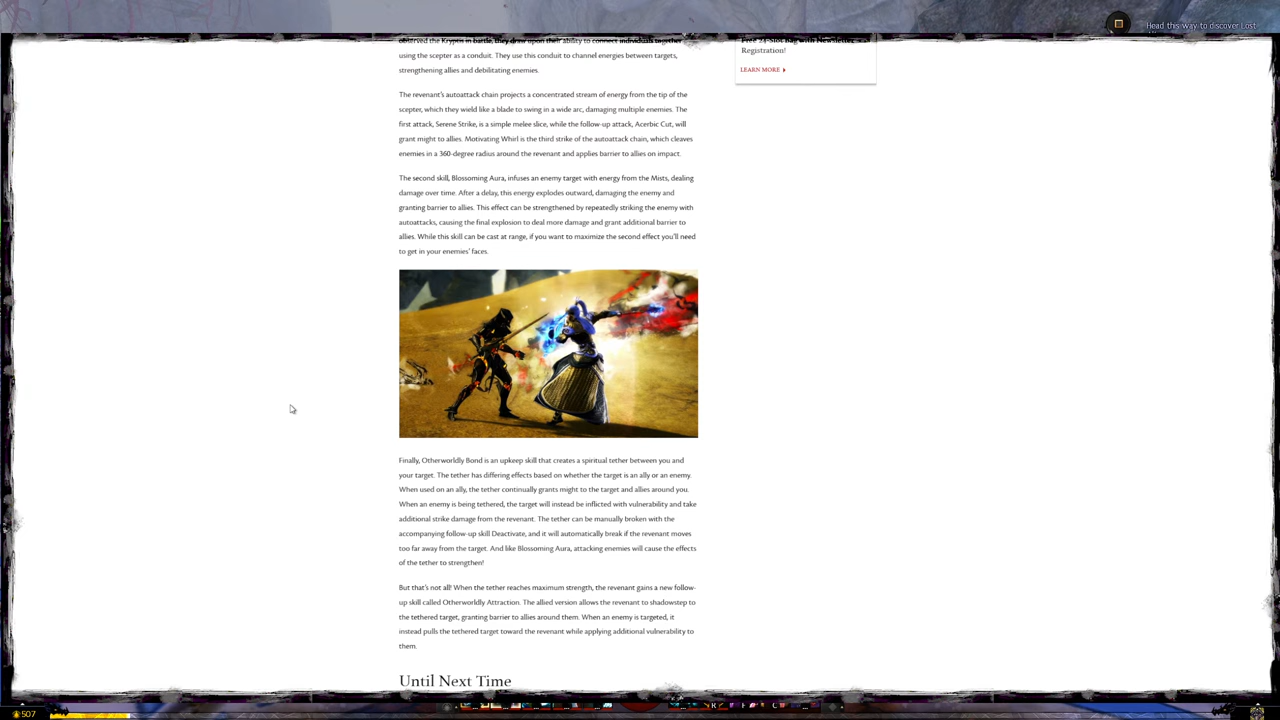 Head this way to discover Lost
observed the Kryptis in battle, they draw upon their ability to connect individuals together
using the scepter as a conduit. They use this conduit to channel energies between targets,
strengthening allies and debilitating enemies.
Free 24-Slot Bag with Newsletter
Registration!
LEARN MORE
The revenant's autoattack chain projects a concentrated stream of energy from the tip of the
scepter, which they wield like a blade to swing in a wide arc, damaging multiple enemies. The
first attack, Serene Strike, is a simple melee slice, while the follow-up attack, Acerbic Cut, will
grant might to allies. Motivating Whirl is the third strike of the autoattack chain, which cleaves
enemies in a 360-degree radius around the revenant and applies barrier to allies on impact.
The second skill, Blossoming Aura, infuses an enemy target with energy from the Mists, dealing
damage over time. After a delay, this energy explodes outward, damaging the enemy and
granting barrier to allies. This effect can be strengthened by repeatedly striking the enemy with
autoattacks, causing the final explosion to deal more damage and grant additional barrier to
allies. While this skill can be cast at range, if you want to maximize the second effect you'll need
to get in your enemies' faces.
Finally, Otherworldly Bond is an upkeep skill that creates a spiritual tether between you and
your target. The tether has differing effects based on whether the target is an ally or an enemy.
When used on an ally, the tether continually grants might to the target and allies around you.
When an enemy is being tethered, the target will instead be inflicted with vulnerability and take
additional strike damage from the revenant. The tether can be manually broken with the
accompanying follow-up skill Deactivate, and it will automatically break if the revenant moves
too far away from the target. And like Blossoming Aura, attacking enemies will cause the effects
of the tether to strengthen!
But that's not all! When the tether reaches maximum strength, the revenant gains a new follow-
up skill called Otherworldly Attraction. The allied version allows the revenant to shadowstep to
the tethered target, granting barrier to allies around them. When an enemy is targeted, it
instead pulls the tethered target toward the revenant while applying additional vulnerability to
them.
Until Next Time
507